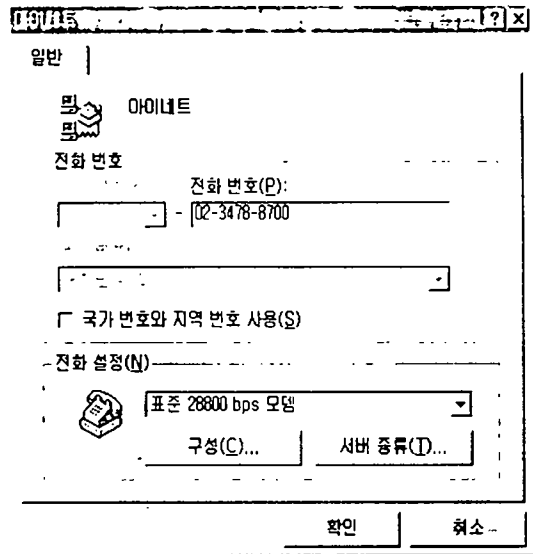 아이네트
일반
아이네트
전화 번호
전화 번호(P):
- 02-3478-8700
국가 번호와 지역 번호 사용(S)
전화 설정(N)
표준 28800 bps 모뎀
구성(C)...
서버 종류(T)...
확인
취소